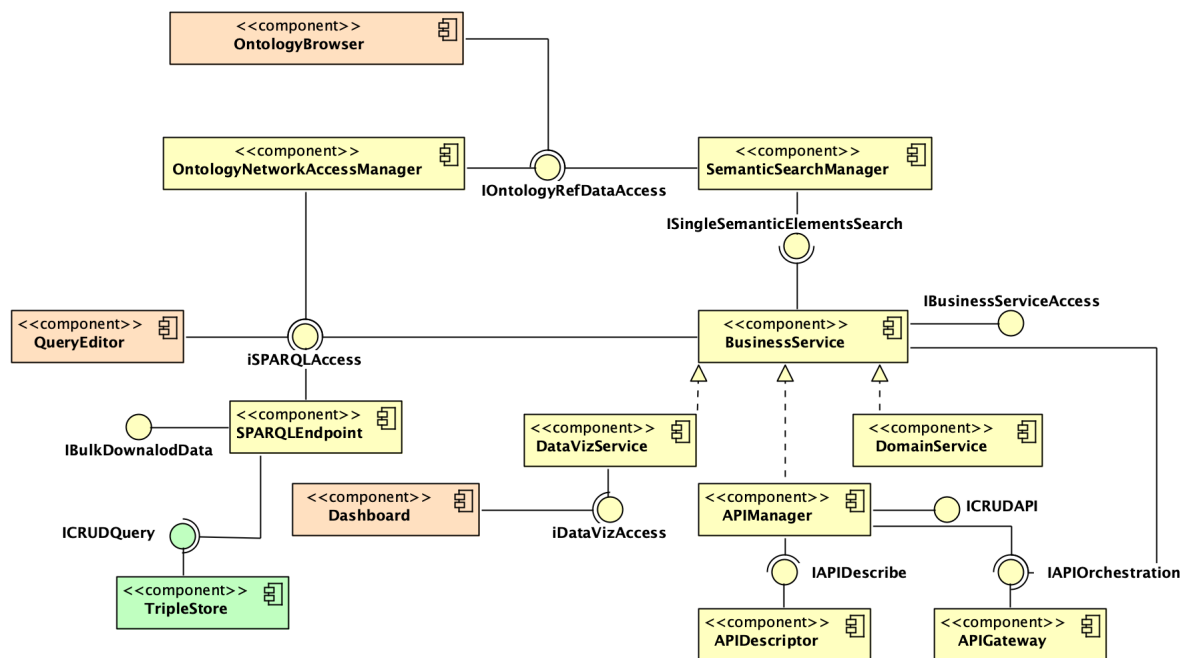 <<component>>
OntologyBrowser
<<component>>
OntologyNetworkAccessManager
<<component>>
SemanticSearchManager
IOntologyRefDataAccess
ISingleSemanticElementsSearch
IBusinessServiceAccess
<<component>>
QueryEditor
<<component>>
BusinessService
iSPARQLAccess
<<component>>
SPARQLEndpoint
IBulkDownalodData
<<component>>
DataVizService
<<component>>
DomainService
<<component>>
Dashboard
iDataVizAccess
<<component>>
APIManager
ICRUDAPI
ICRUDQuery
IAPIDescribe
IAPIOrchestration
<<component>>
TripleStore
<<component>>
APIDescriptor
<<component>>
APIGateway